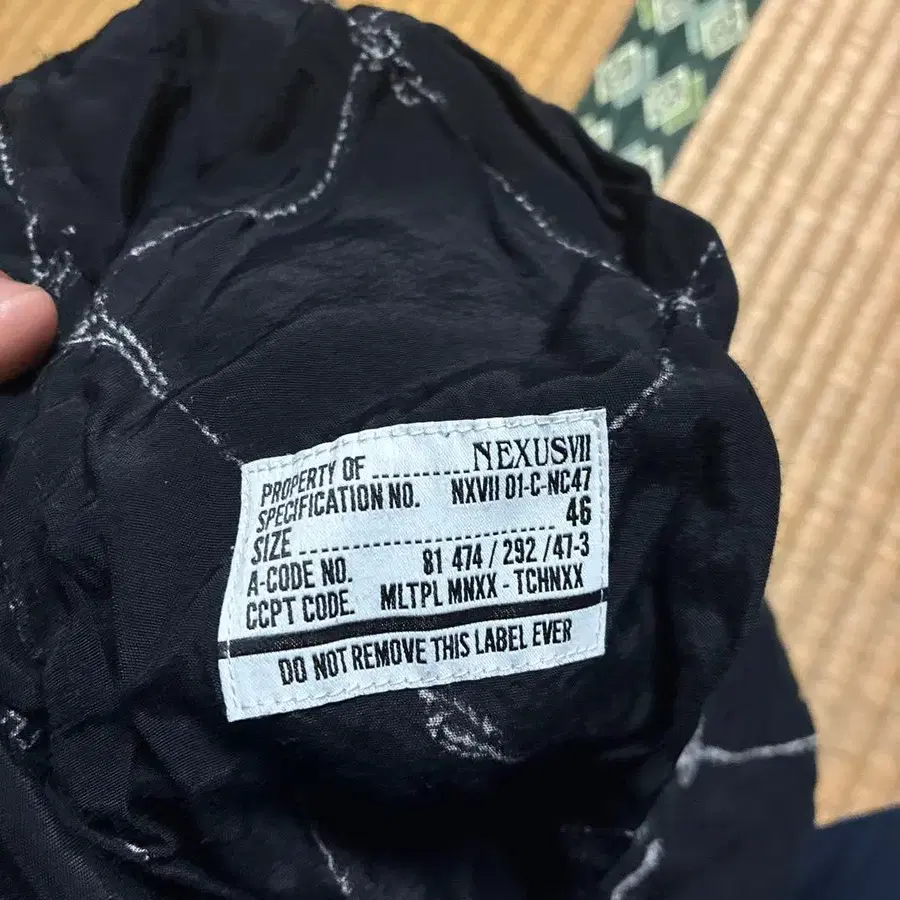 PROPERTY OF ............ NEXUSVII
SPECIFICATION NO. NXVII 01-C-NC47
SIZE .............................. 46
A-CODE NO. 81 474 / 292 /47-3
CCPT CODE. MLTPL MNXX - TCHNXX
DO NOT REMOVE THIS LABEL EVER